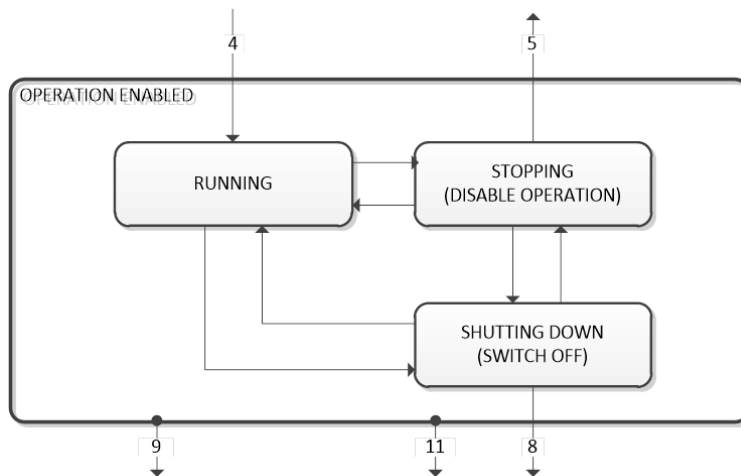 4
5
OPERATION ENABLED
RUNNING
STOPPING
(DISABLE OPERATION)
SHUTTING DOWN
(SWITCH OFF)
9
11
8